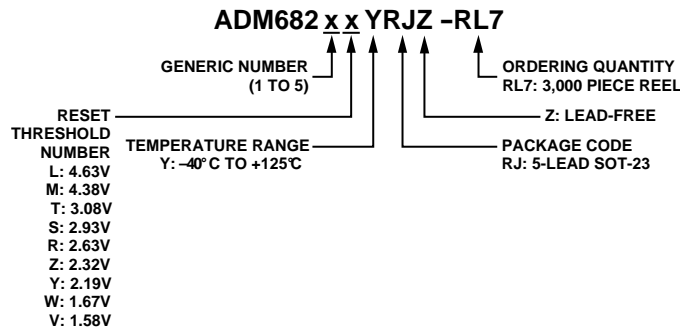 ADM682 x x YRJZ -RL7
GENERIC NUMBER
(1 TO 5)
ORDERING QUANTITY
RL7: 3,000 PIECE REEL
RESET
THRESHOLD
NUMBER
L: 4.63V
M: 4.38V
T: 3.08V
S: 2.93V
R: 2.63V
Z: 2.32V
Y: 2.19V
W: 1.67V
V: 1.58V
Z: LEAD-FREE
TEMPERATURE RANGE
Y: –40°C TO +125°C
PACKAGE CODE
RJ: 5-LEAD SOT-23